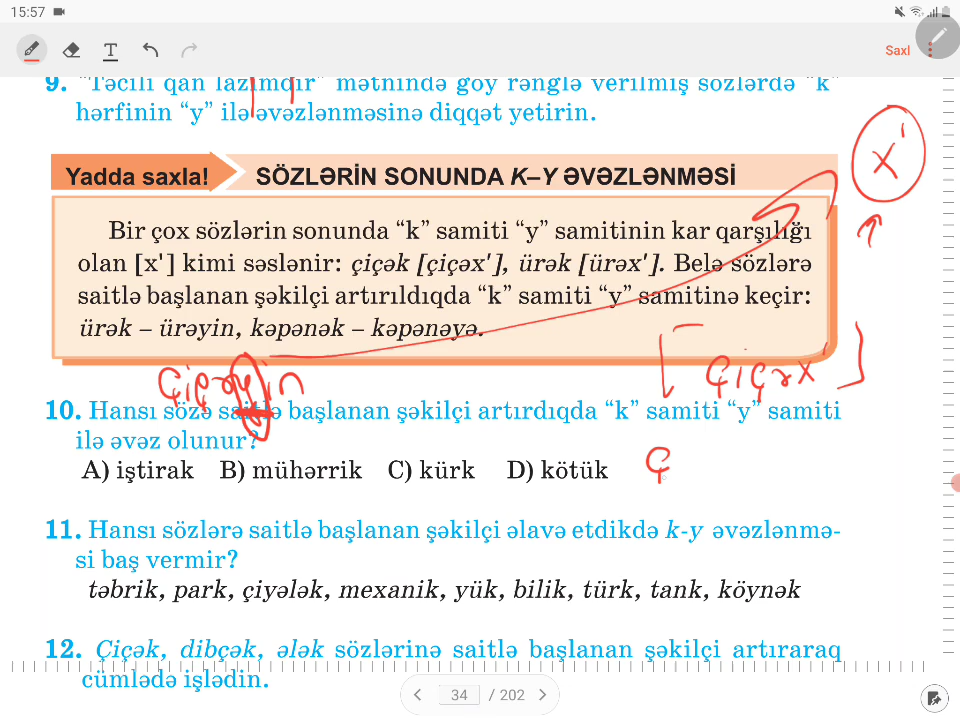 15:57
T
Saxl
9. "Təcili qan lazımdır" mətnində göy rənglə verilmiş sözlərdə "k"
hərfinin "y" ilə əvəzlənməsinə diqqət yetirin.
x'
Yadda saxla! SÖZLƏRİN SONUNDA K–Y ƏVƏZLƏNMƏSİ
Bir çox sözlərin sonunda "k" samiti "y" samitinin kar qarşılığı
olan [x'] kimi səslənir: çiçək [çiçəx'], ürək [ürəx']. Belə sözlərə
saitlə başlanan şəkilçi artırıldıqda "k" samiti "y" samitinə keçir:
ürək – ürəyin, kəpənək – kəpənəyə.
çiçəyin
[çiçəx']
10. Hansı sözə saitlə başlanan şəkilçi artırdıqda "k" samiti "y" samiti
ilə əvəz olunur?
A) iştirak B) mühərrik C) kürk D) kötük
Ç
11. Hansı sözlərə saitlə başlanan şəkilçi əlavə etdikdə k-y əvəzlənmə-
si baş vermir?
təbrik, park, çiyələk, mexanik, yük, bilik, türk, tank, köynək
12. Çiçək, dibçək, ələk sözlərinə saitlə başlanan şəkilçi artıraraq
cümlədə işlədin.
34 / 202